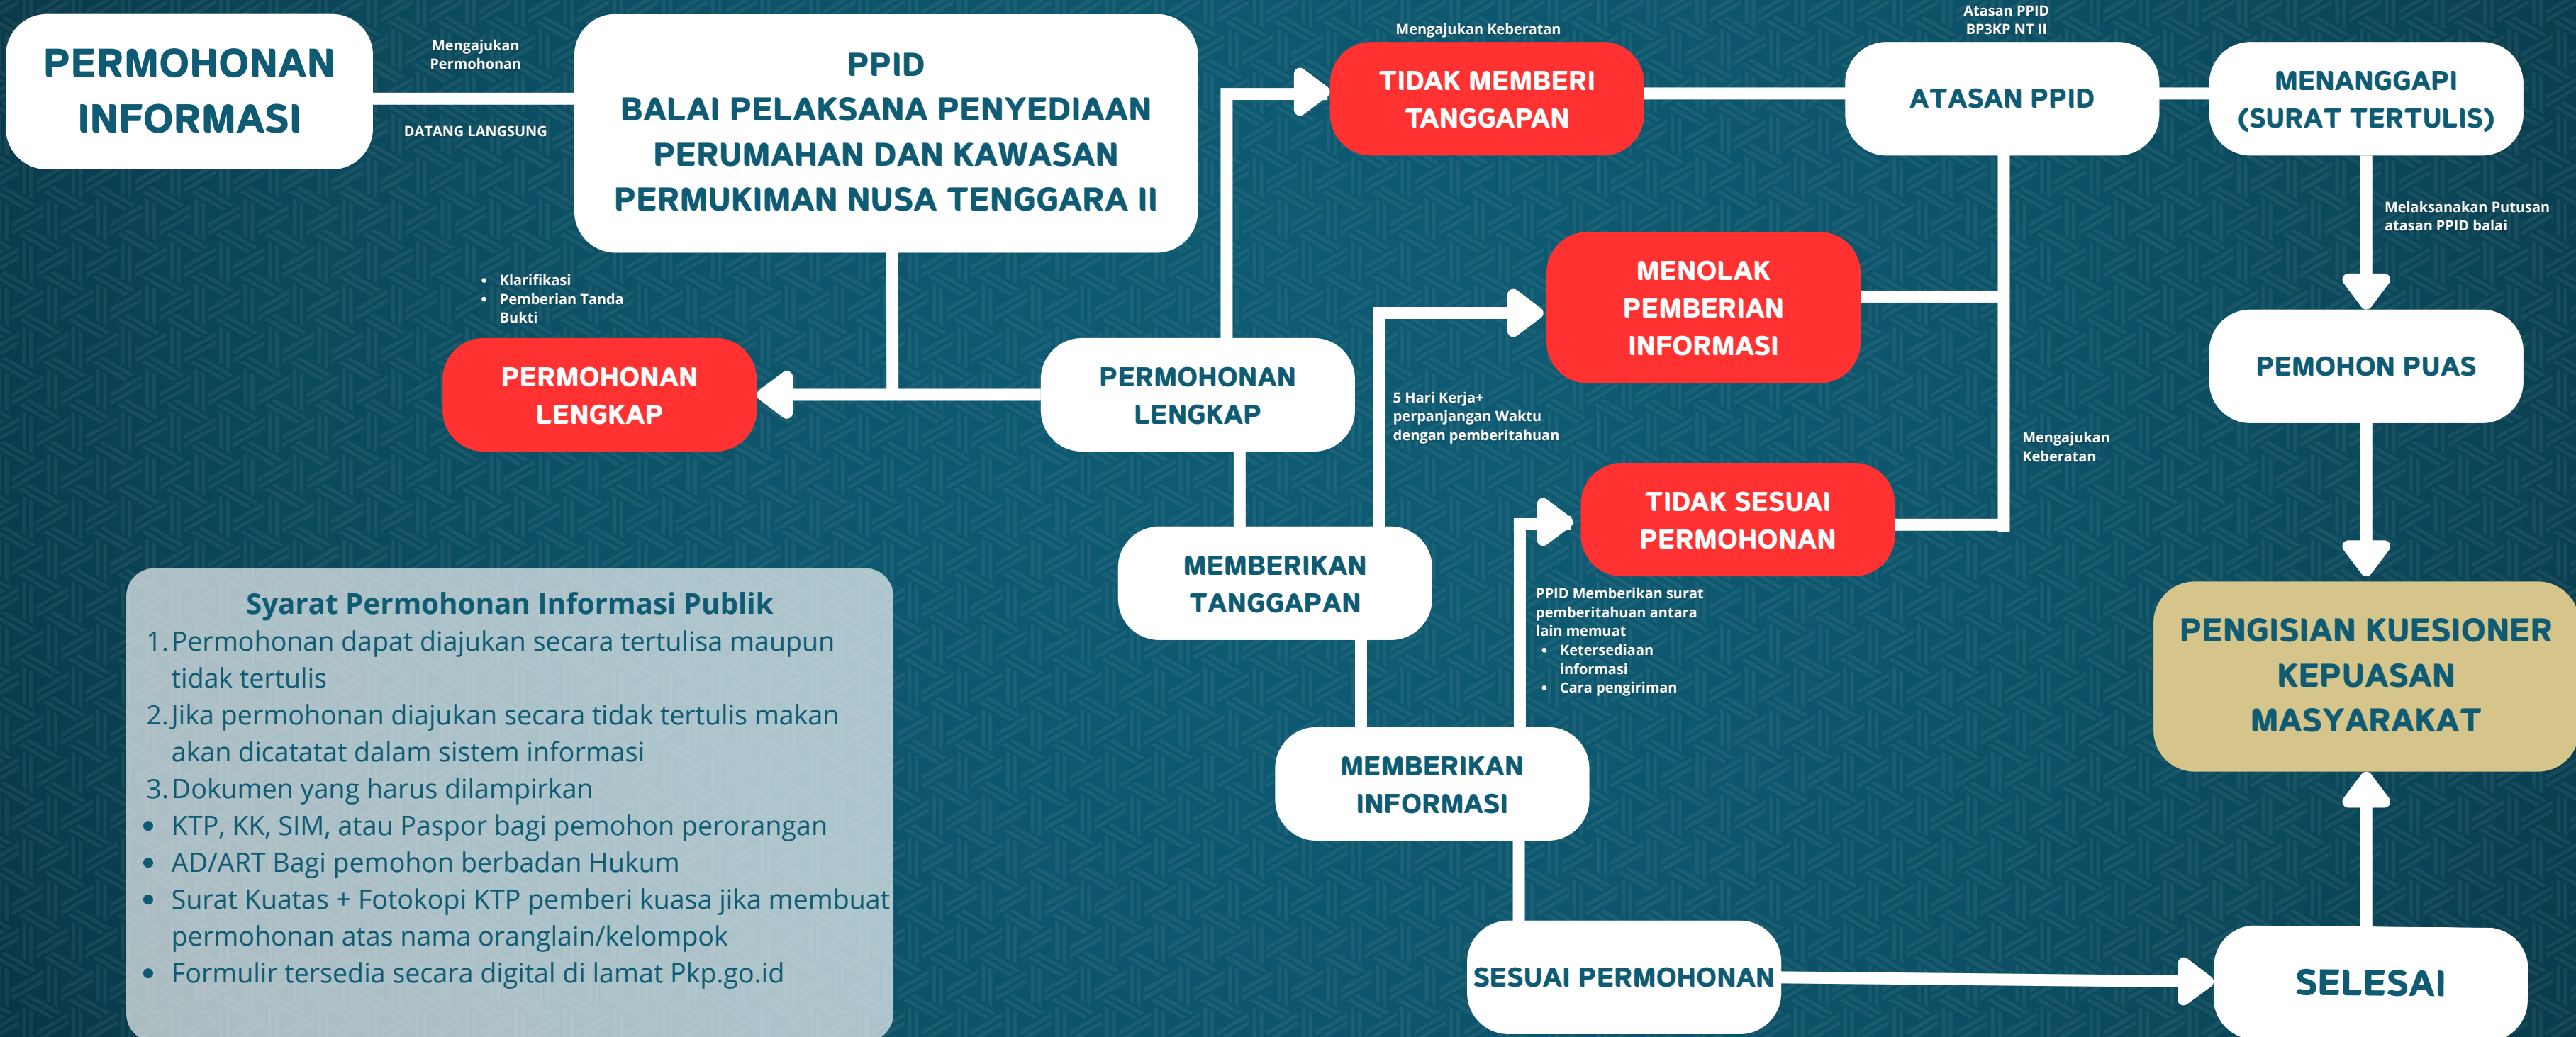 PERMOHONAN
INFORMASI
Mengajukan
Permohonan
DATANG LANGSUNG
PPID
BALAI PELAKSANA PENYEDIAAN
PERUMAHAN DAN KAWASAN
PERMUKIMAN NUSA TENGGARA II
Mengajukan Keberatan
TIDAK MEMBERI
TANGGAPAN
Atasan PPID
BP3KP NT II
ATASAN PPID
MENANGGAPI
(SURAT TERTULIS)
Melaksanakan Putusan
atasan PPID balai
• Klarifikasi
• Pemberian Tanda
Bukti
PERMOHONAN
LENGKAP
PERMOHONAN
LENGKAP
MENOLAK
PEMBERIAN
INFORMASI
5 Hari Kerja+
perpanjangan Waktu
dengan pemberitahuan
Mengajukan
Keberatan
PEMOHON PUAS
TIDAK SESUAI
PERMOHONAN
MEMBERIKAN
TANGGAPAN
PPID Memberikan surat
pemberitahuan antara
lain memuat
• Ketersediaan
informasi
• Cara pengiriman
PENGISIAN KUESIONER
KEPUASAN
MASYARAKAT
MEMBERIKAN
INFORMASI
SESUAI PERMOHONAN
SELESAI
Syarat Permohonan Informasi Publik
1. Permohonan dapat diajukan secara tertulisa maupun
tidak tertulis
2. Jika permohonan diajukan secara tidak tertulis makan
akan dicatatat dalam sistem informasi
3. Dokumen yang harus dilampirkan
• KTP, KK, SIM, atau Paspor bagi pemohon perorangan
• AD/ART Bagi pemohon berbadan Hukum
• Surat Kuatas + Fotokopi KTP pemberi kuasa jika membuat
permohonan atas nama oranglain/kelompok
• Formulir tersedia secara digital di lamat Pkp.go.id